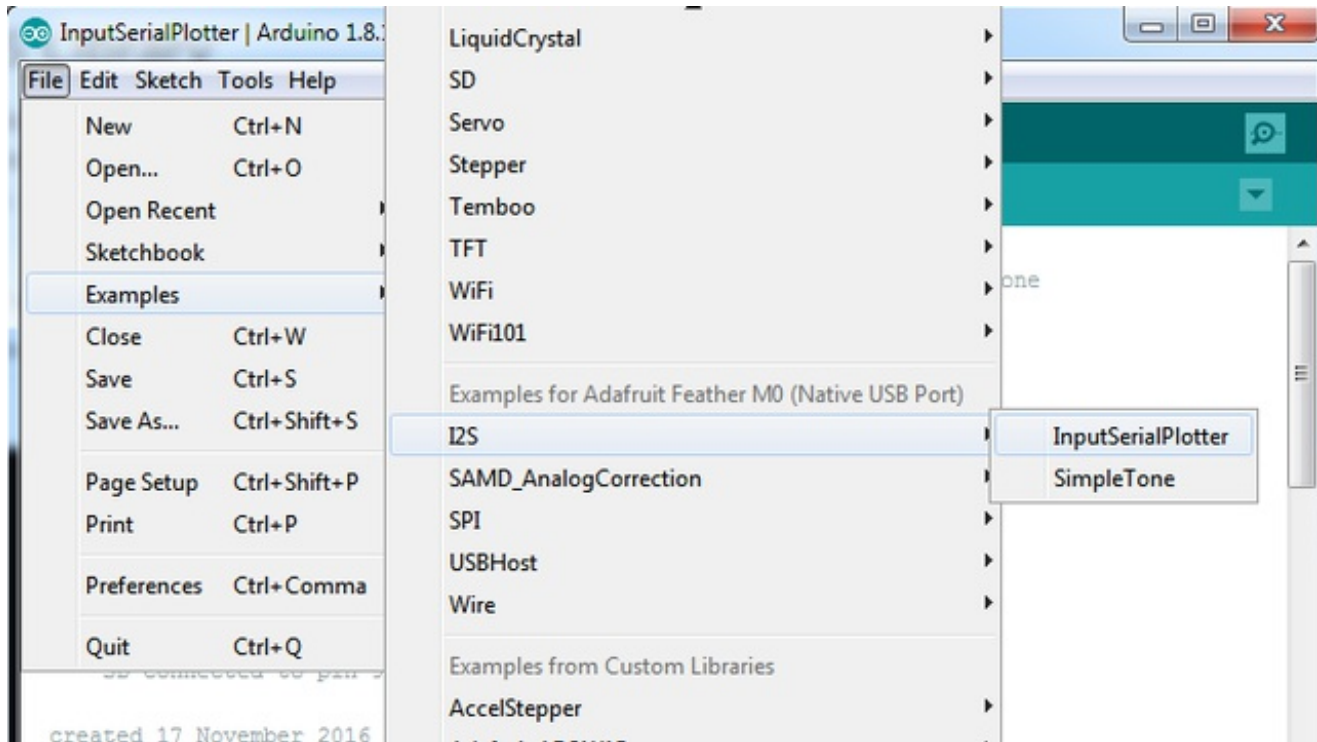 InputSerialPlotter | Arduino 1.8.
File Edit Sketch Tools Help
New Ctrl+N
Open... Ctrl+O
Open Recent
Sketchbook
Examples
Close Ctrl+W
Save Ctrl+S
Save As... Ctrl+Shift+S
Page Setup Ctrl+Shift+P
Print Ctrl+P
Preferences Ctrl+Comma
Quit Ctrl+Q
LiquidCrystal
SD
Servo
Stepper
Temboo
TFT
WiFi
WiFi101
Examples for Adafruit Feather M0 (Native USB Port)
I2S
SAMD_AnalogCorrection
SPI
USBHost
Wire
Examples from Custom Libraries
AccelStepper
InputSerialPlotter
SimpleTone
one
connected to pin
created 17 November 2016